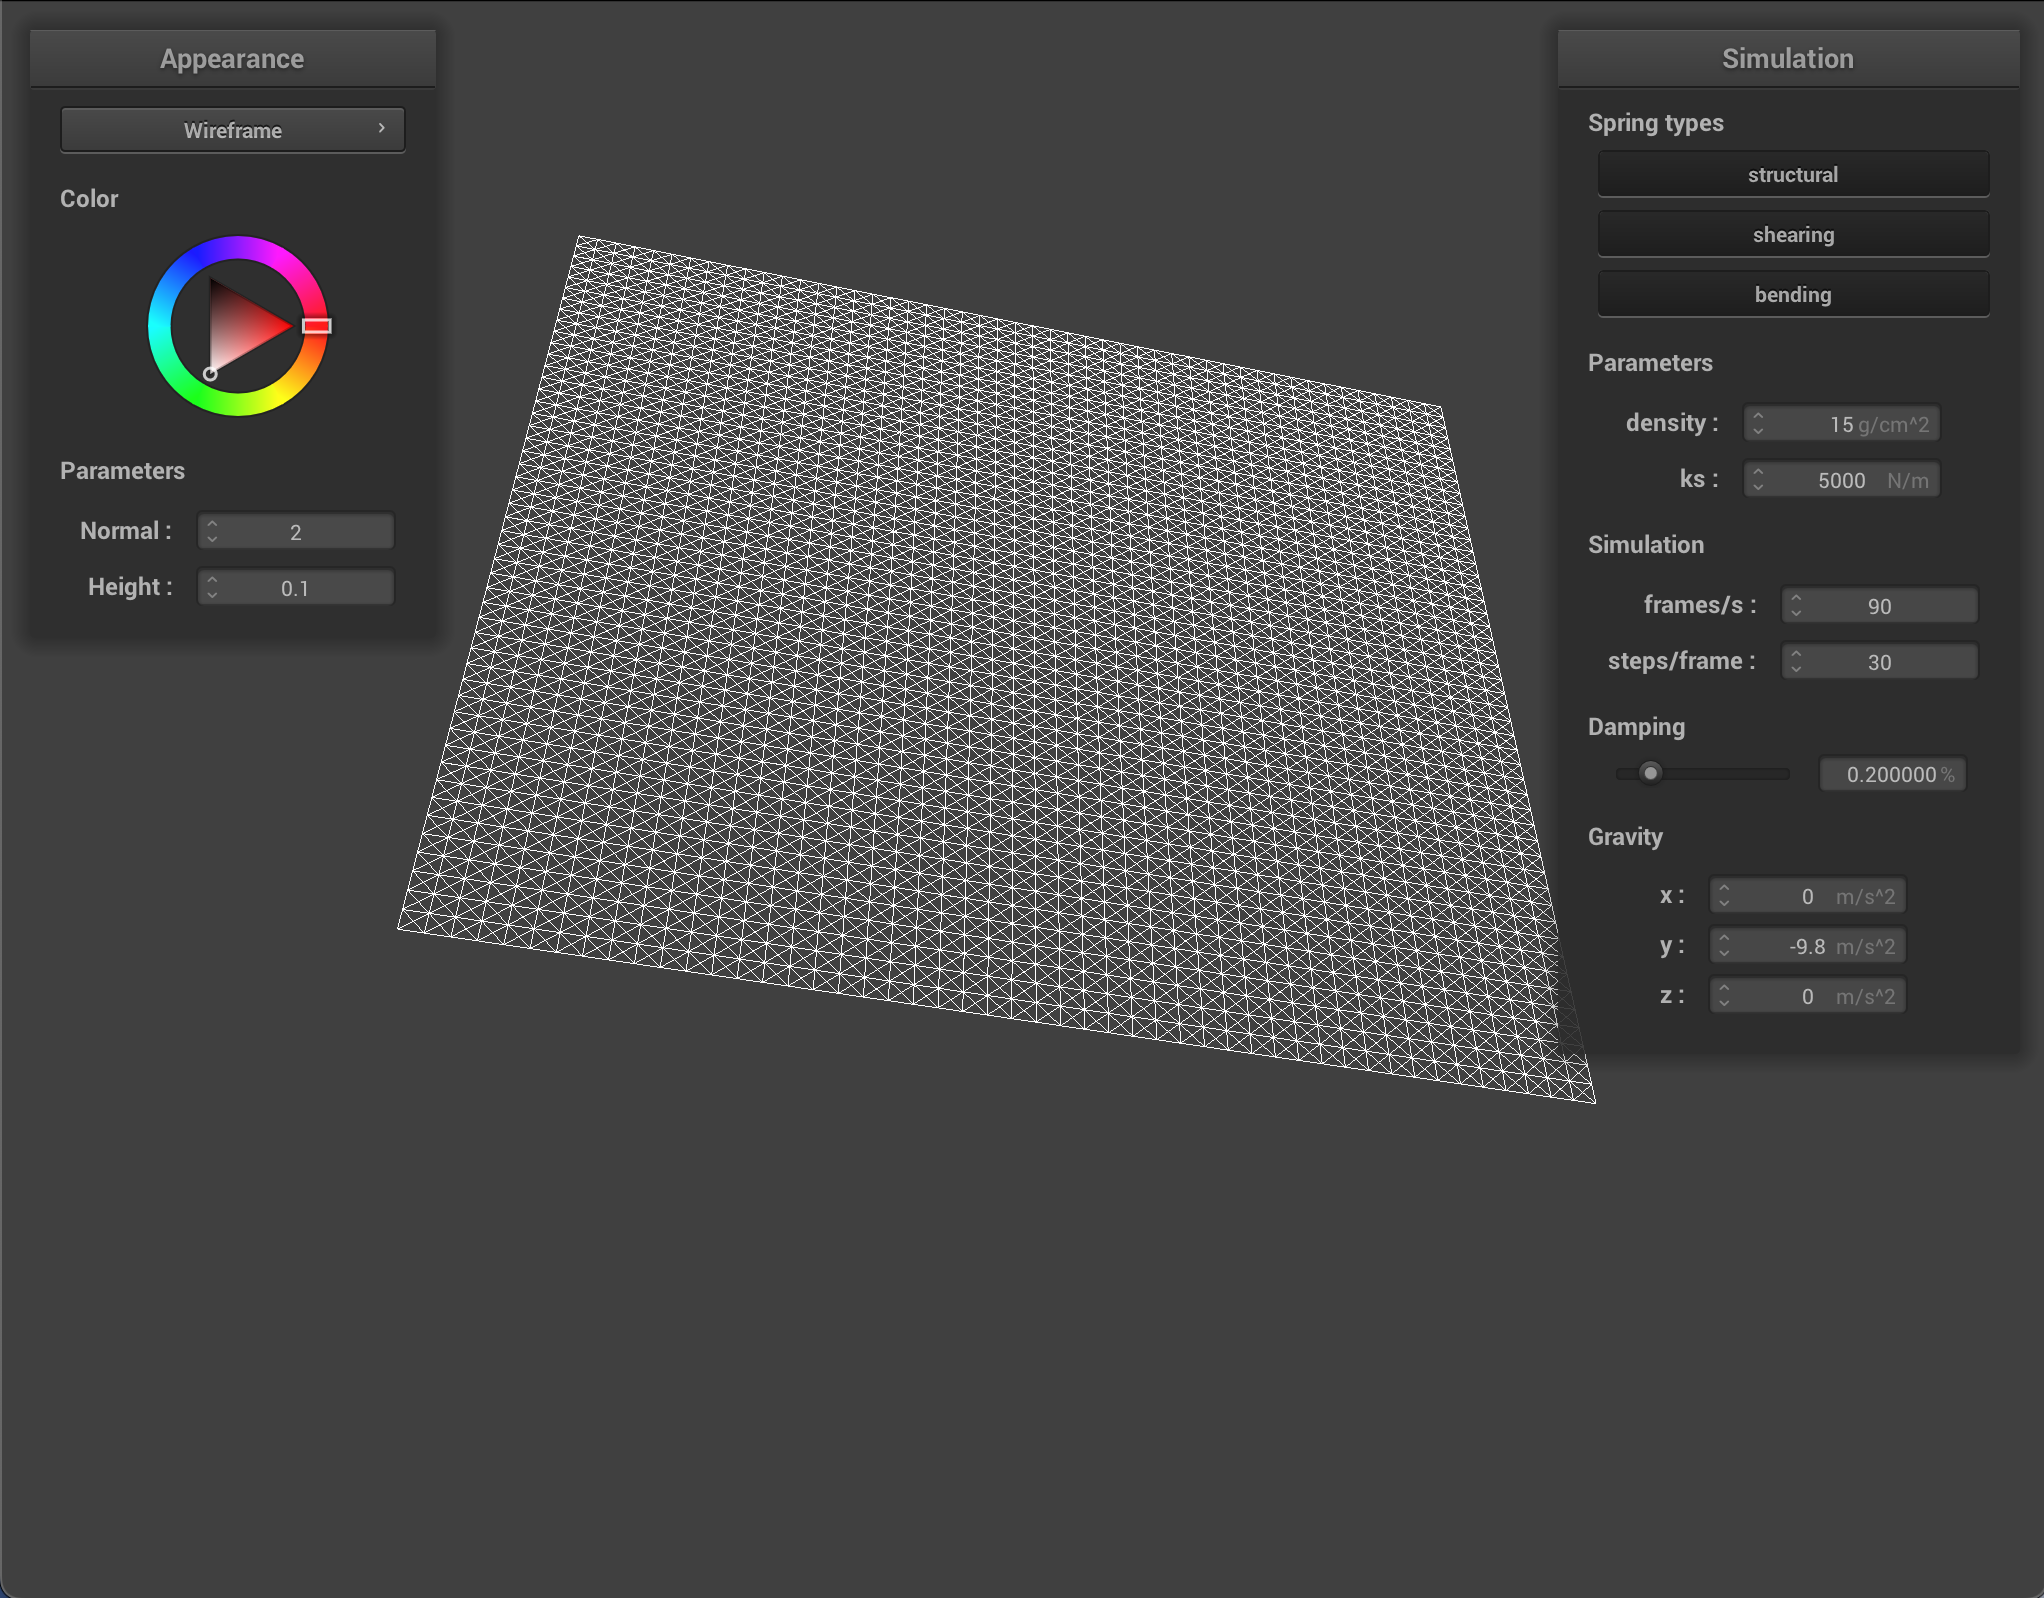 Appearance
Wireframe
Color
Parameters
Normal : 2
Height : 0.1
Simulation
Spring types
structural
shearing
bending
Parameters
density : 15 g/cm^2
ks : 5000 N/m
Simulation
frames/s : 90
steps/frame : 30
Damping
0.200000 %
Gravity
x : 0 m/s^2
y : -9.8 m/s^2
z : 0 m/s^2